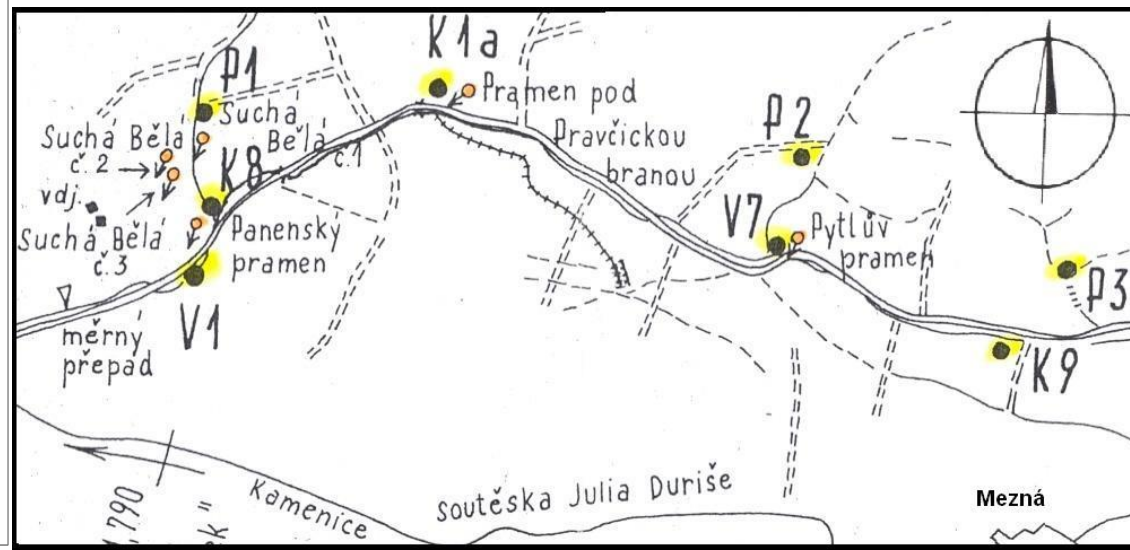 K1a
P1
Suchá
Běla
č.1
Suchá Běla
č.2
vdj.
Suchá Běla
č.3
K8
Panenský
pramen
V1
měrný
přepad
Pramen pod
Pravčickou
branou
P2
V7
Pytlův
pramen
P3
K9
Kamenice
Soutěska Julia Duriše
Mezná